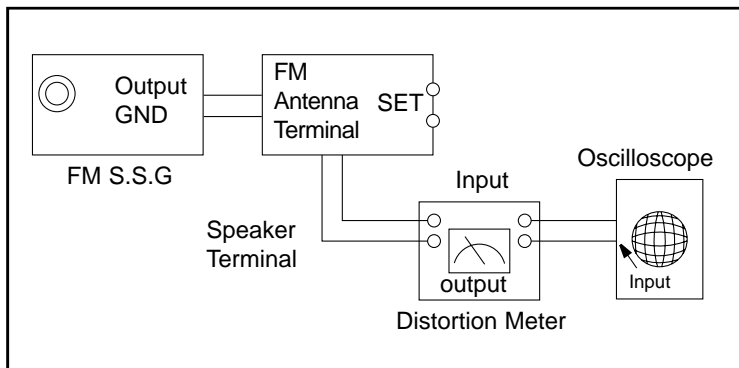 Output
GND
FM S.S.G
FM
Antenna
Terminal
SET
Speaker
Terminal
Input
output
Distortion Meter
Oscilloscope
Input